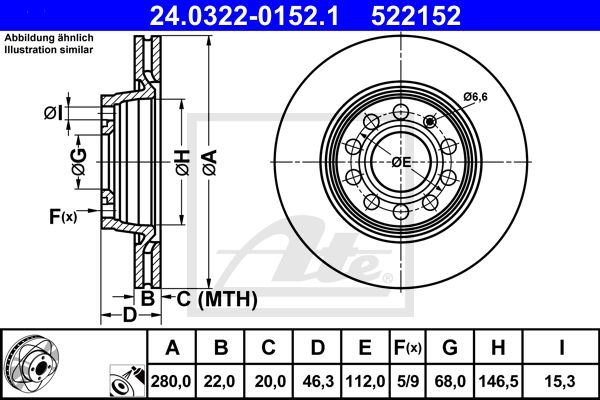 24.0322-0152.1 522152
Abbildung ähnlich
Illustration similar
ØI
ØG
ØH
ØA
F(x)
B
C (MTH)
D
Ø6,6
ØE
Ate
®
A B C D E F(x) G H I
280,0 22,0 20,0 46,3 112,0 5/9 68,0 146,5 15,3